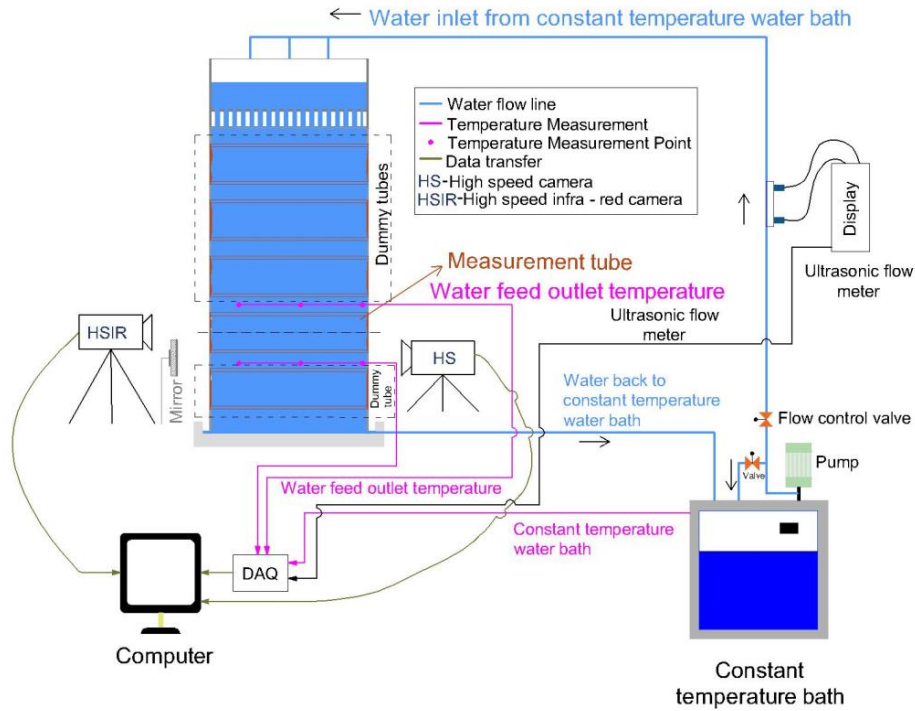 Water inlet from constant temperature water bath
Water flow line
Temperature Measurement
Temperature Measurement Point
Data transfer
HS-High speed camera
HSIR-High speed infra - red camera
Dummy tubes
Display
Ultrasonic flow
meter
Measurement tube
Water feed outlet temperature
Ultrasonic flow
meter
HSIR
Mirror
HS
Dummy
tube
Water back to
constant temperature
water bath
Flow control valve
Valve
Pump
Water feed outlet temperature
Constant temperature
water bath
DAQ
Computer
Constant
temperature bath